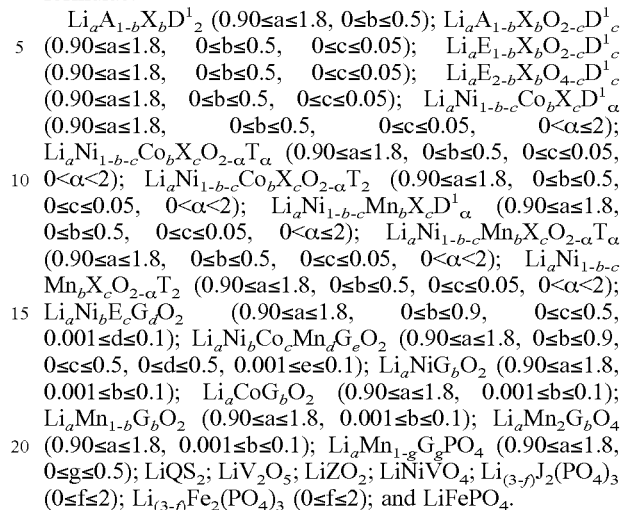 Li_aA_{1-b}X_bD^1_2 (0.90≤a≤1.8, 0≤b≤0.5); Li_aA_{1-b}X_bO_{2-c}D^1_c
5 (0.90≤a≤1.8, 0≤b≤0.5, 0≤c≤0.05); Li_aE_{1-b}X_bO_{2-c}D^1_c
(0.90≤a≤1.8, 0≤b≤0.5, 0≤c≤0.05); Li_aE_{2-b}X_bO_{4-c}D^1_c
(0.90≤a≤1.8, 0≤b≤0.5, 0≤c≤0.05); Li_aNi_{1-b-c}Co_bX_cD^1_α
(0.90≤a≤1.8, 0≤b≤0.5, 0≤c≤0.05, 0<α≤2);
Li_aNi_{1-b-c}Co_bX_cO_{2-α}T_α (0.90≤a≤1.8, 0≤b≤0.5, 0≤c≤0.05,
10 0<α<2); Li_aNi_{1-b-c}Co_bX_cO_{2-α}T_2 (0.90≤a≤1.8, 0≤b≤0.5,
0≤c≤0.05, 0<α<2); Li_aNi_{1-b-c}Mn_bX_cD^1_α (0.90≤a≤1.8,
0≤b≤0.5, 0≤c≤0.05, 0<α≤2); Li_aNi_{1-b-c}Mn_bX_cO_{2-α}T_α
(0.90≤a≤1.8, 0≤b≤0.5, 0≤c≤0.05, 0<α<2); Li_aNi_{1-b-c}
Mn_bX_cO_{2-α}T_2 (0.90≤a≤1.8, 0≤b≤0.5, 0≤c≤0.05, 0<α<2);
15 Li_aNi_bE_cG_dO_2 (0.90≤a≤1.8, 0≤b≤0.9, 0≤c≤0.5,
0.001≤d≤0.1); Li_aNi_bCo_cMn_dG_eO_2 (0.90≤a≤1.8, 0≤b≤0.9,
0≤c≤0.5, 0≤d≤0.5, 0.001≤e≤0.1); Li_aNiG_bO_2 (0.90≤a≤1.8,
0.001≤b≤0.1); Li_aCoG_bO_2 (0.90≤a≤1.8, 0.001≤b≤0.1);
Li_aMn_{1-b}G_bO_2 (0.90≤a≤1.8, 0.001≤b≤0.1); Li_aMn_2G_bO_4
20 (0.90≤a≤1.8, 0.001≤b≤0.1); Li_aMn_{1-g}G_gPO_4 (0.90≤a≤1.8,
0≤g≤0.5); LiQS_2; LiV_2O_5; LiZO_2; LiNiVO_4; Li_{(3-f)}J_2(PO_4)_3
(0≤f≤2); Li_{(3-f)}Fe_2(PO_4)_3 (0≤f≤2); and LiFePO_4.